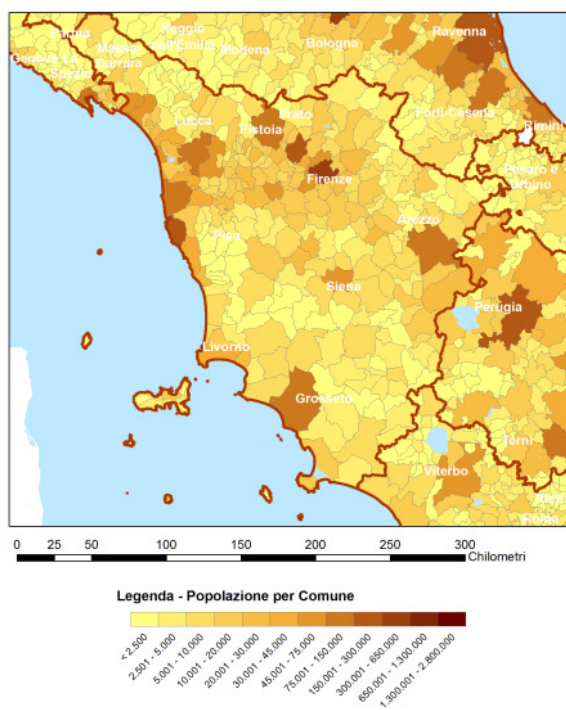 Parma
Reggio
nell'Emilia
Modena
Bologna
Ravenna
Massa
Carrara
Genova
La
Spezia
Lucca
Prato
Pistoia
Forlì-Cesena
Rimini
Firenze
Pesaro e
Urbino
Pisa
Arezzo
Siena
Perugia
Livorno
Grosseto
Terni
Viterbo
Rieti
Roma
0 50 100 150 200 250 300
Chilometri
Legenda - Popolazione per Comune
< 2.500
2.501 - 5.000
5.001 - 10.000
10.001 - 20.000
20.001 - 30.000
30.001 - 45.000
45.001 - 75.000
75.001 - 150.000
150.001 - 300.000
300.001 - 650.000
650.001 - 1.300.000
1.300.001 - 2.800.000